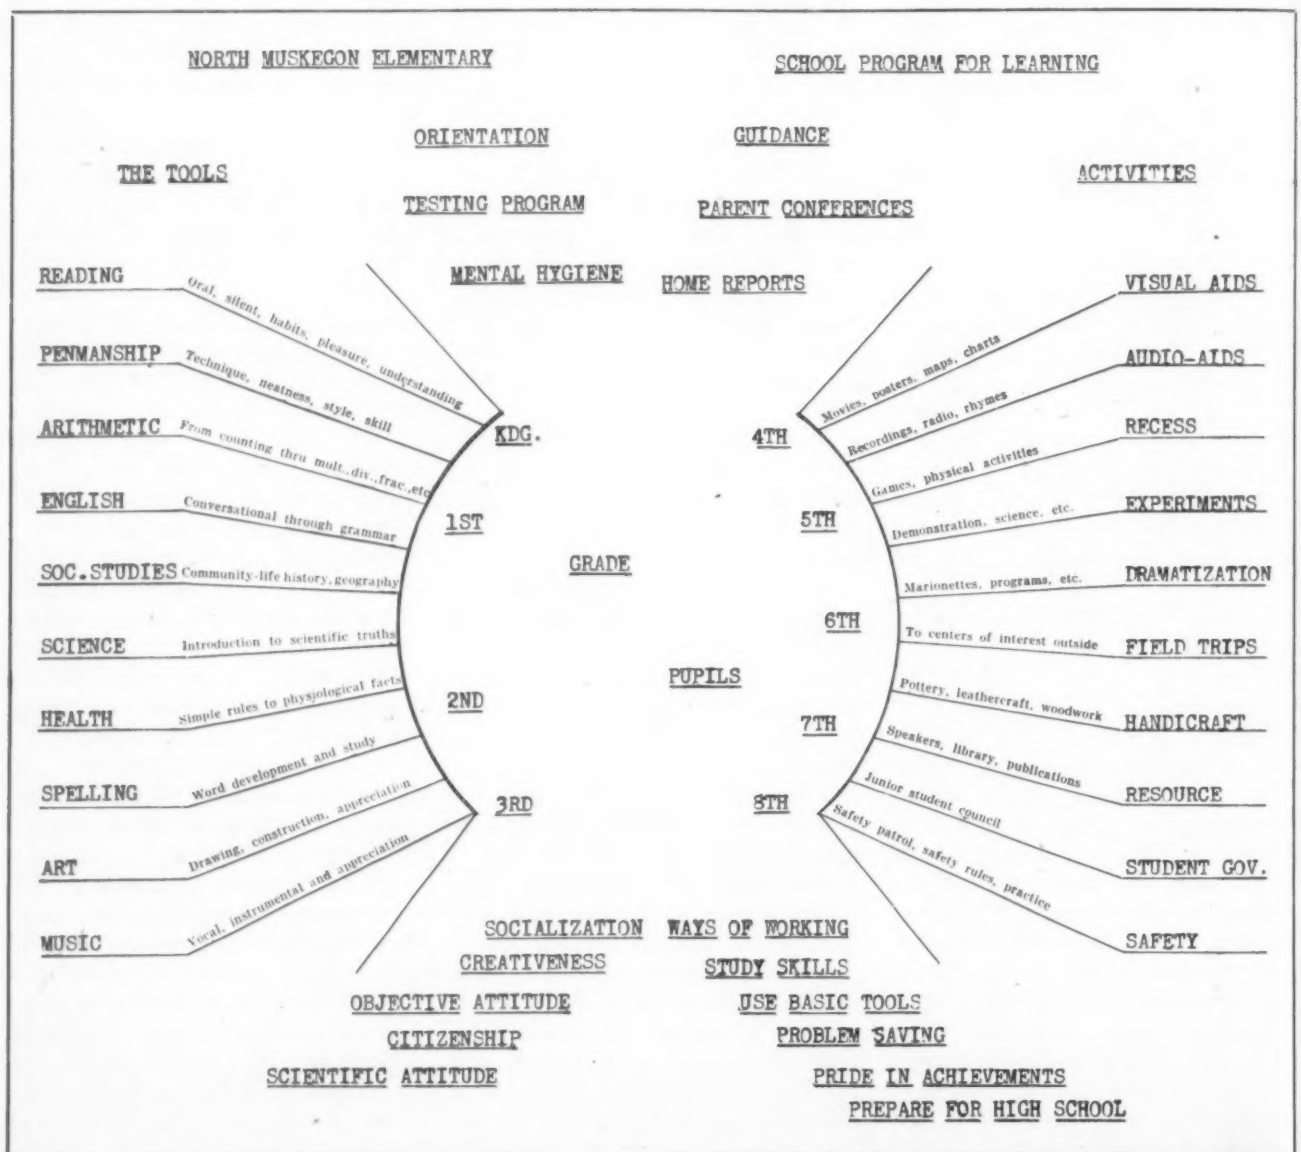 NORTH MUSKEGON ELEMENTARY
SCHOOL PROGRAM FOR LEARNING
ORIENTATION
GUIDANCE
THE TOOLS
ACTIVITIES
TESTING PROGRAM
PARENT CONFERENCES
MENTAL HYGIENE
HOME REPORTS
READING
Oral, silent, habits, pleasure, understanding
PENMANSHIP
Technique, neatness, style, skill
ARITHMETIC
From counting thru mult.,div.,frac.,etc
ENGLISH
Conversational through grammar
SOC.STUDIES
Community-life history, geography
SCIENCE
Introduction to scientific truths
HEALTH
Simple rules to physiological facts
SPELLING
Word development and study
ART
Drawing, construction, appreciation
MUSIC
Vocal, instrumental and appreciation
KDG.
1ST
2ND
3RD
GRADE
PUPILS
4TH
5TH
6TH
7TH
8TH
Movies, posters, maps, charts
VISUAL AIDS
Recordings, radio, rhymes
AUDIO-AIDS
Games, physical activities
RECESS
Demonstration, science, etc.
EXPERIMENTS
Marionettes, programs, etc.
DRAMATIZATION
To centers of interest outside
FIELD TRIPS
Pottery, leathercraft, woodwork
HANDICRAFT
Speakers, library, publications
RESOURCE
Junior student council
STUDENT GOV.
Safety patrol, safety rules, practice
SAFETY
SOCIALIZATION
WAYS OF WORKING
CREATIVENESS
STUDY SKILLS
OBJECTIVE ATTITUDE
USE BASIC TOOLS
CITIZENSHIP
PROBLEM SAVING
SCIENTIFIC ATTITUDE
PRIDE IN ACHIEVEMENTS
PREPARE FOR HIGH SCHOOL